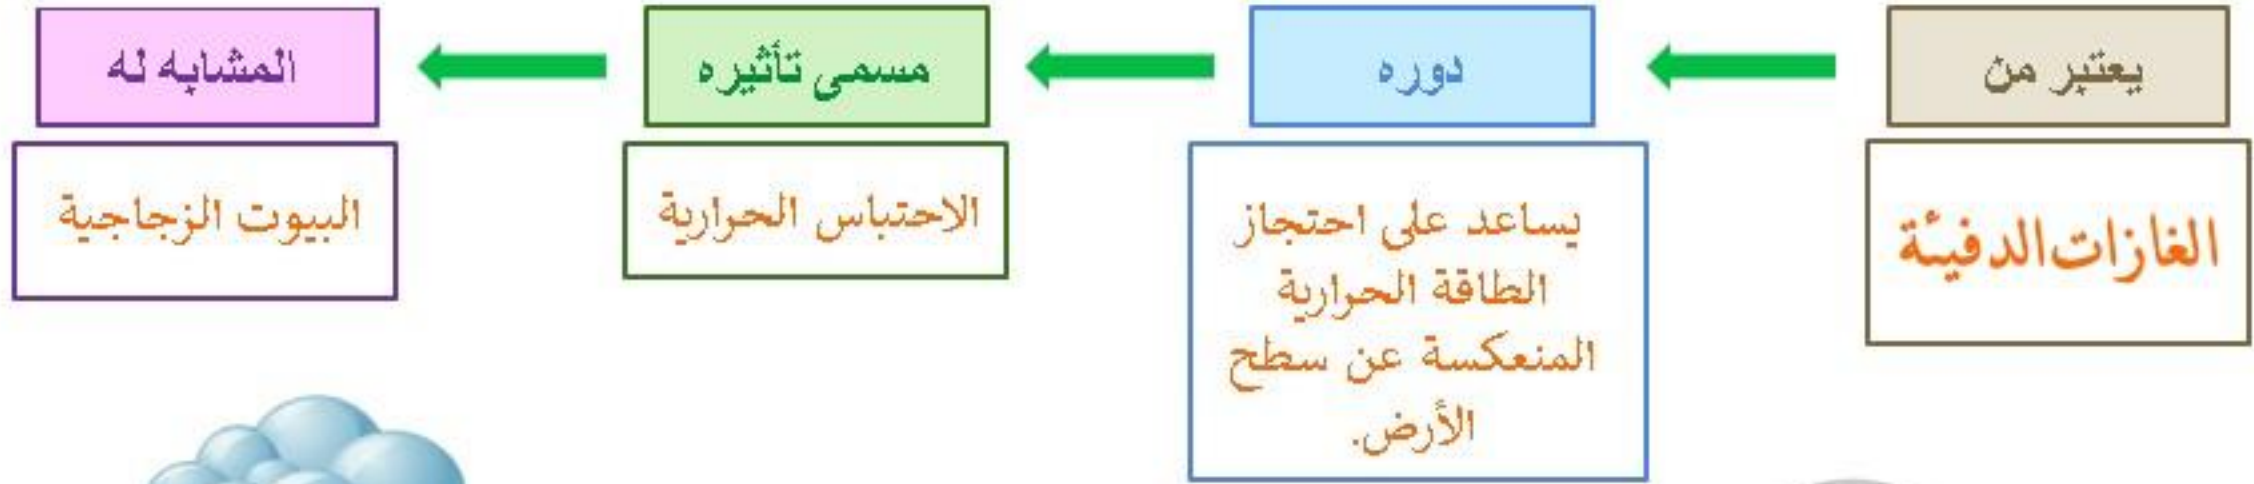 يعتبر من
دوره
مسمى تأثيره
المشابه له
الغازات الدفيئة
يساعد على احتجاز
الطاقة الحرارية
المنعكسة عن سطح
الأرض.
الاحتباس الحرارية
البيوت الزجاجية